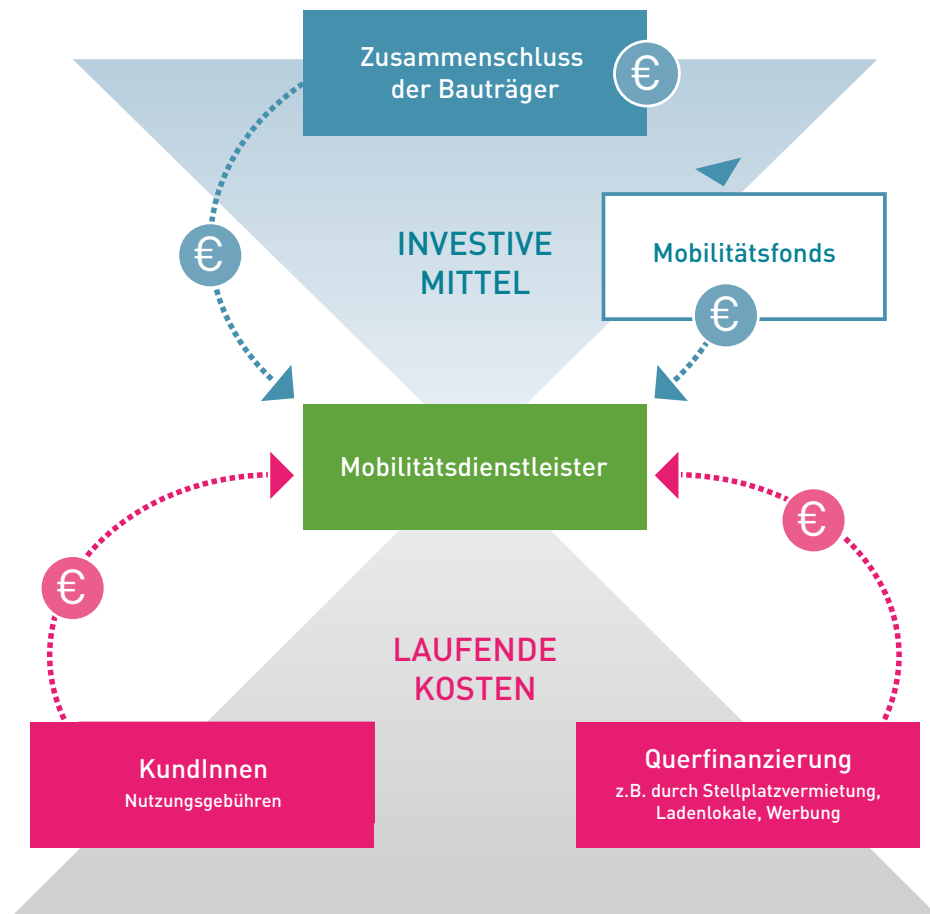 Zusammenschluss
der Bauträger
€
€
INVESTIVE
MITTEL
Mobilitätsfonds
€
Mobilitätsdienstleister
€
€
LAUFENDE
KOSTEN
KundInnen
Nutzungsgebühren
Querfinanzierung
z.B. durch Stellplatzvermietung,
Ladenlokale, Werbung